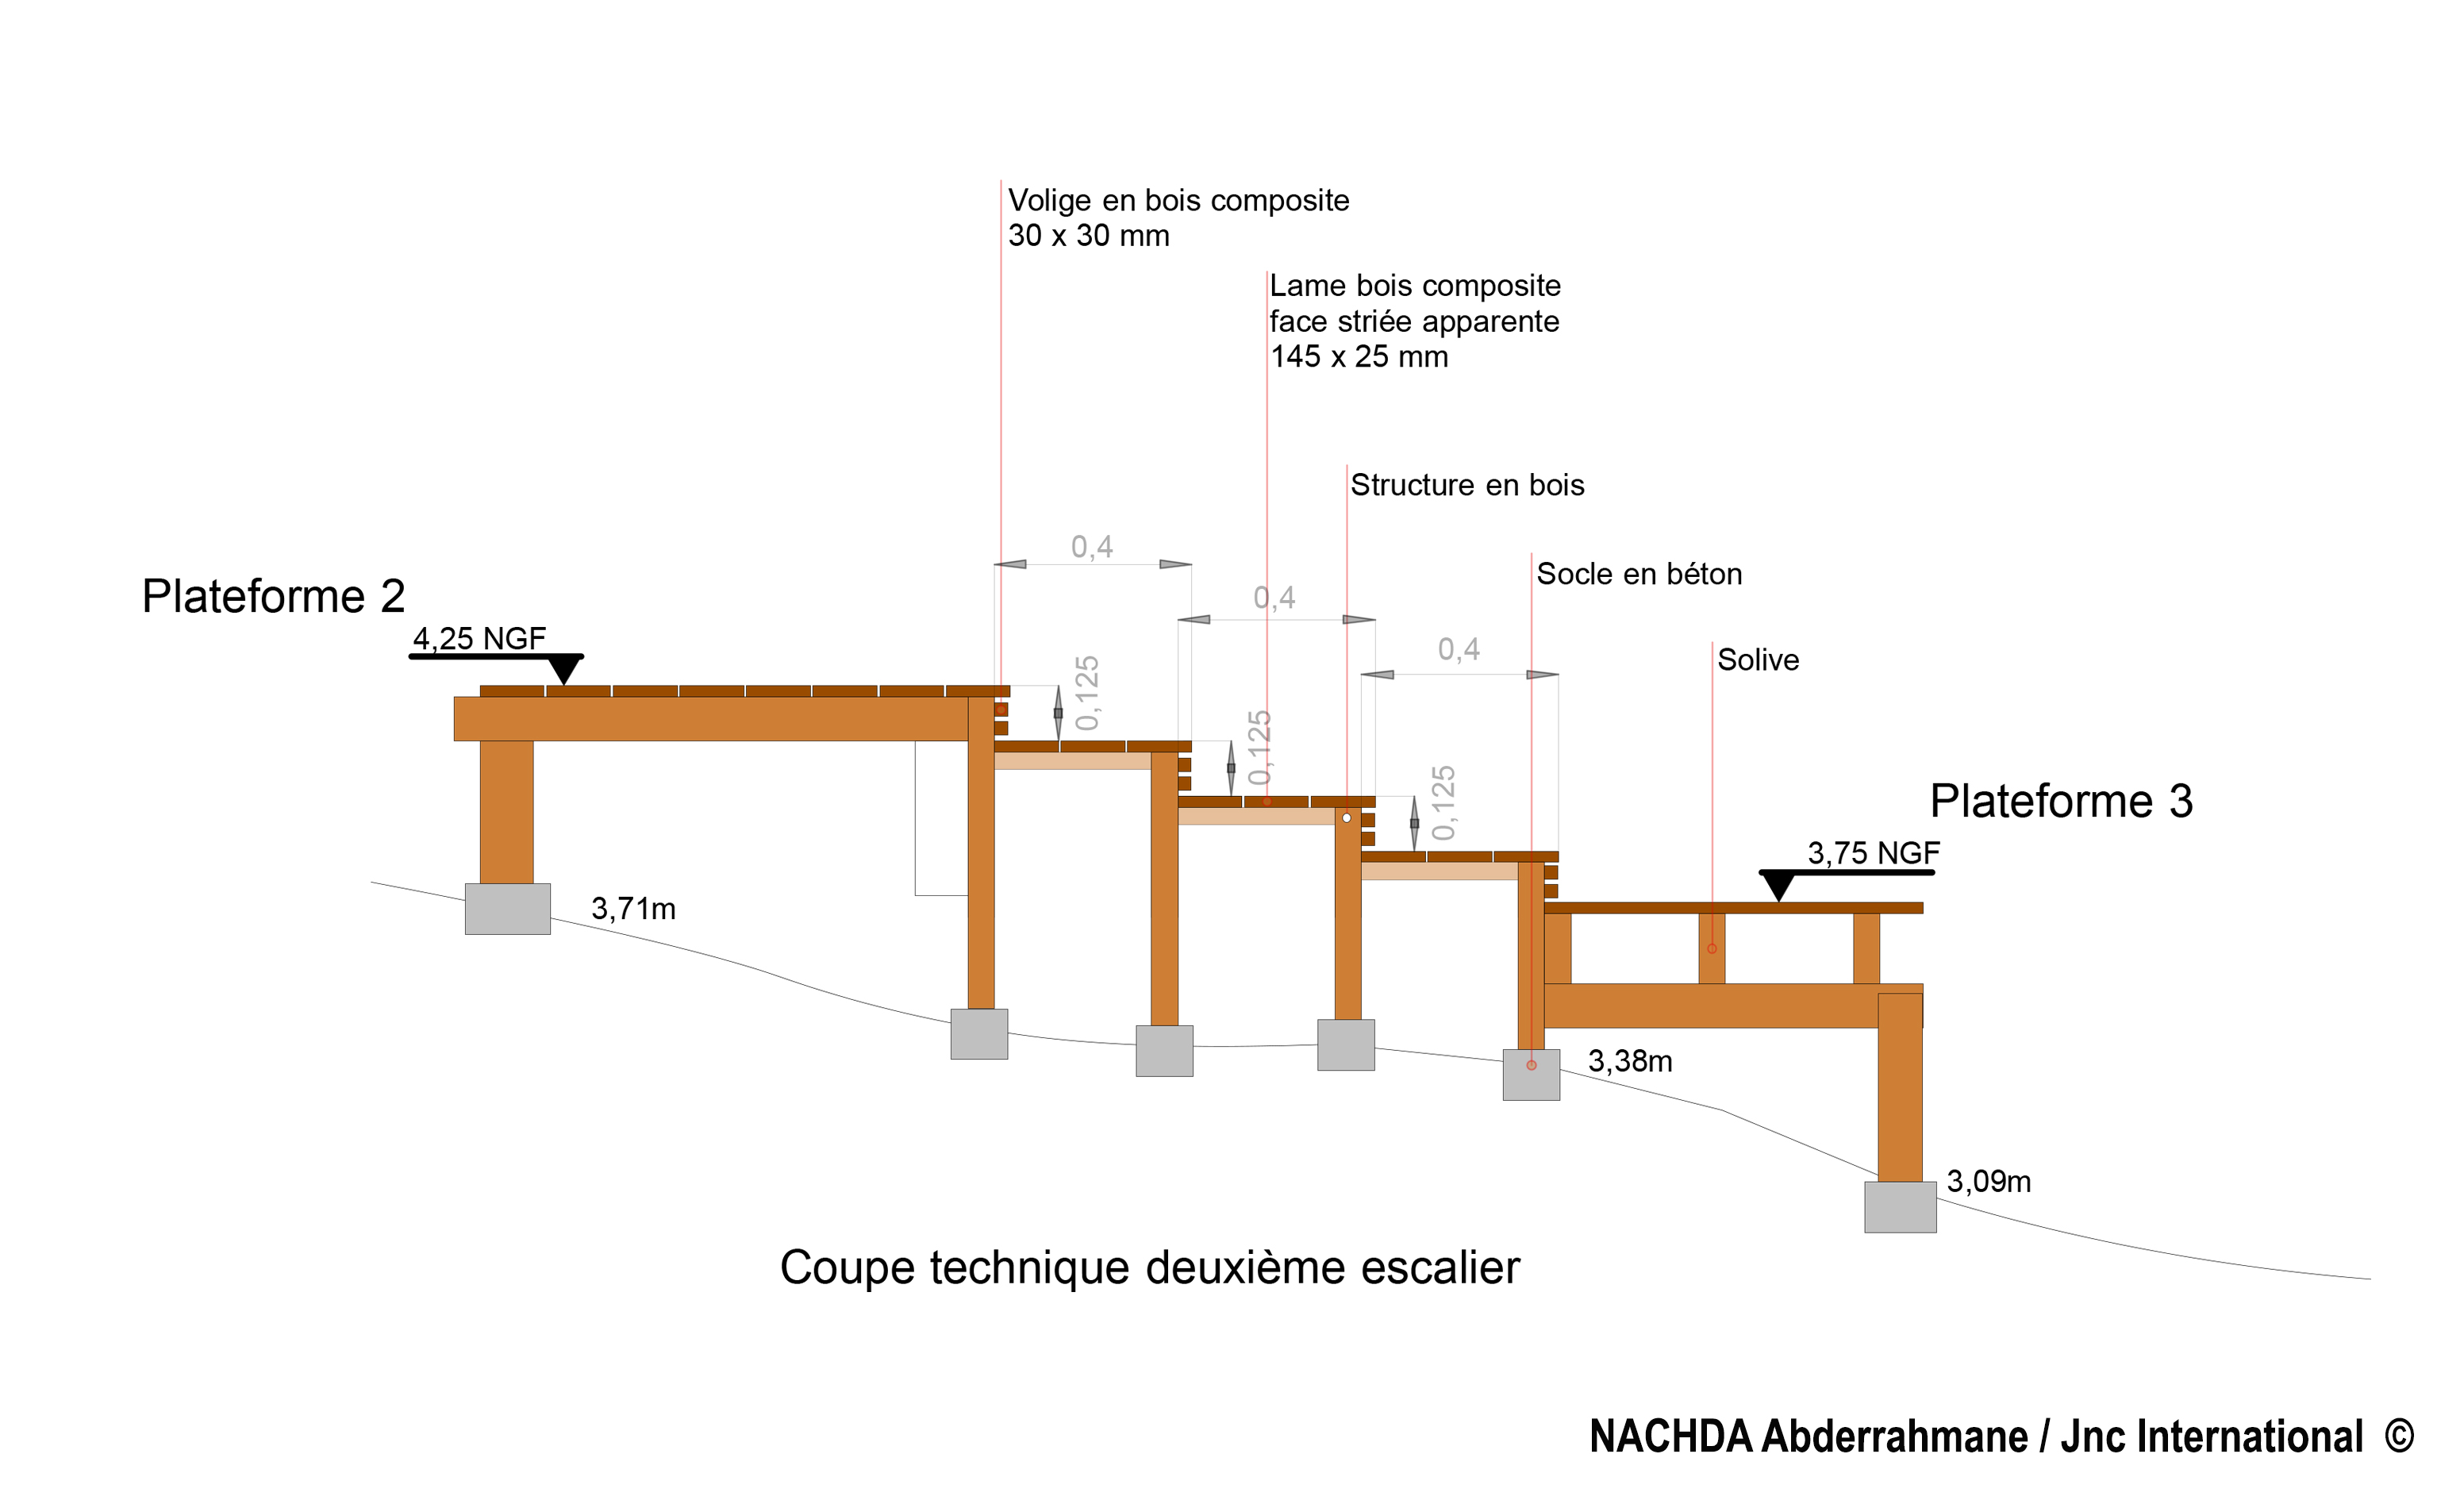 Volige en bois composite
30 x 30 mm
Lame bois composite
face striée apparente
145 x 25 mm
Structure en bois
0,4
Socle en béton
Plateforme 2
0,4
4,25 NGF
0,4
Solive
0,125
0,125
0,125
Plateforme 3
3,75 NGF
3,71m
3,38m
3,09m
Coupe technique deuxième escalier
NACHDA Abderrahmane / Jnc International ©